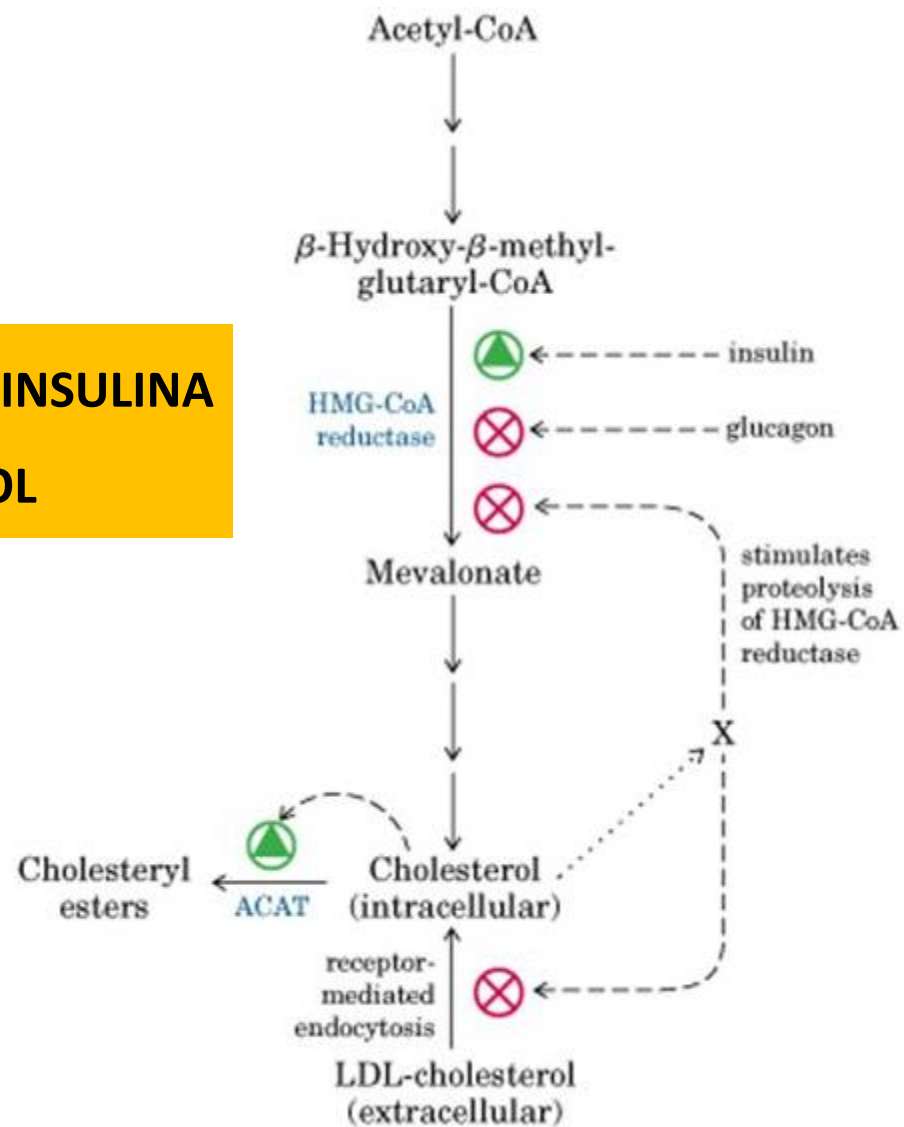 Acetyl-CoA
β-Hydroxy-β-methyl-
glutaryl-CoA
INSULINA
OL
HMG-CoA
reductase
insulin
glucagon
stimulates
proteolysis
of HMG-CoA
reductase
Mevalonate
X
Cholesteryl
esters
ACAT
Cholesterol
(intracellular)
receptor-
mediated
endocytosis
LDL-cholesterol
(extracellular)